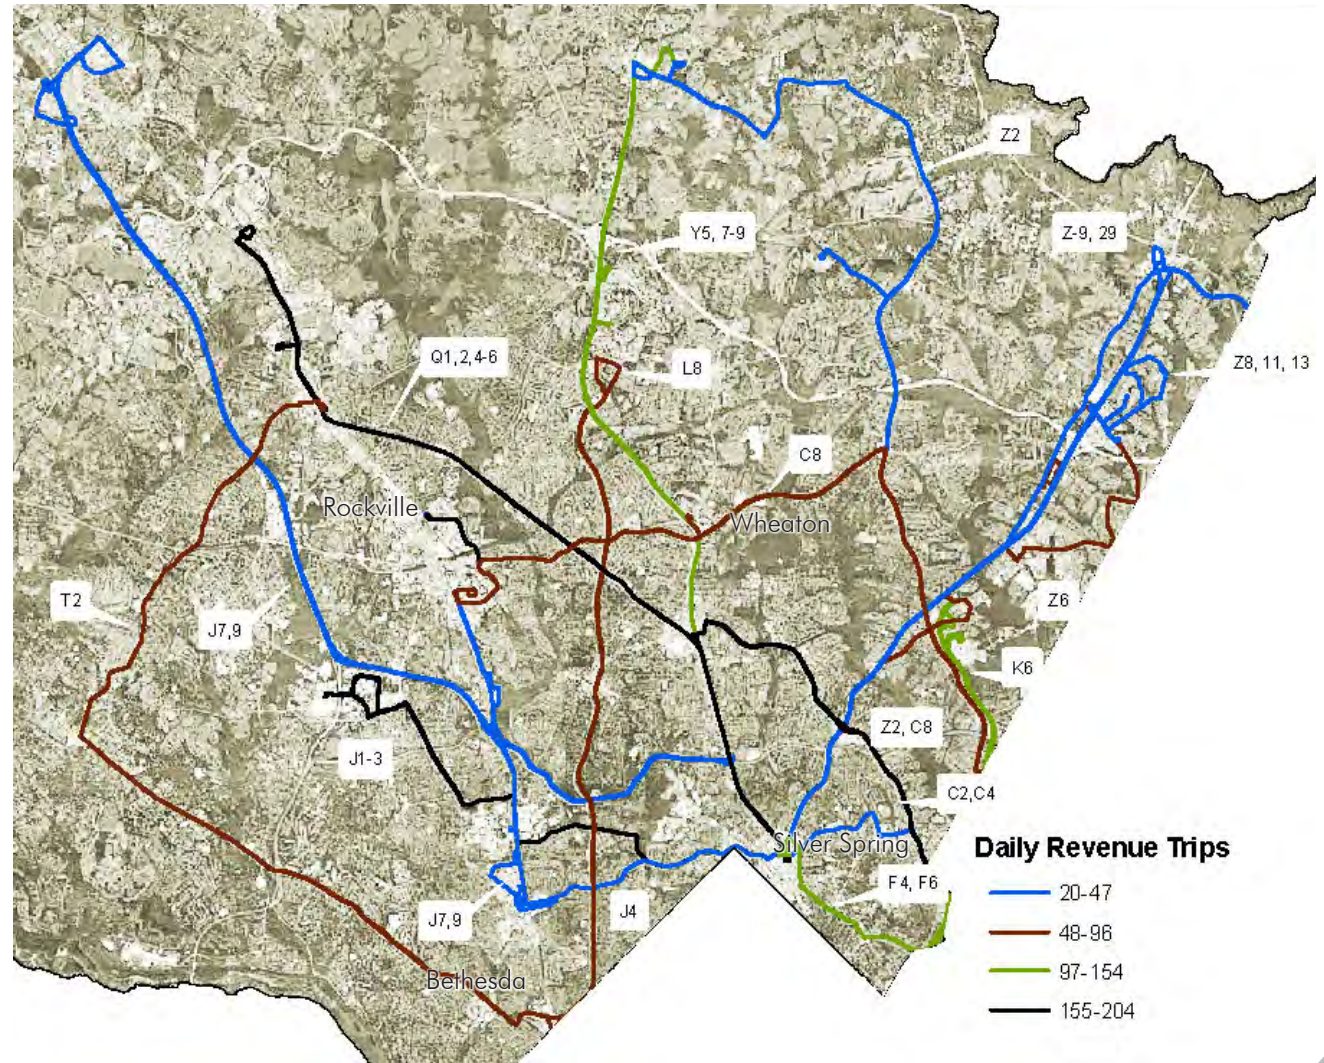 Z2
Y5, 7-9
Z-9, 29
Q1,2,4-6
L8
Z8, 11, 13
C8
Rockville
Wheaton
T2
J7,9
Z6
K6
Z2, C8
J1-3
C2,C4
Silver Spring
F4, F6
J7,9
J4
Bethesda
Daily Revenue Trips
20-47
48-96
97-154
155-204